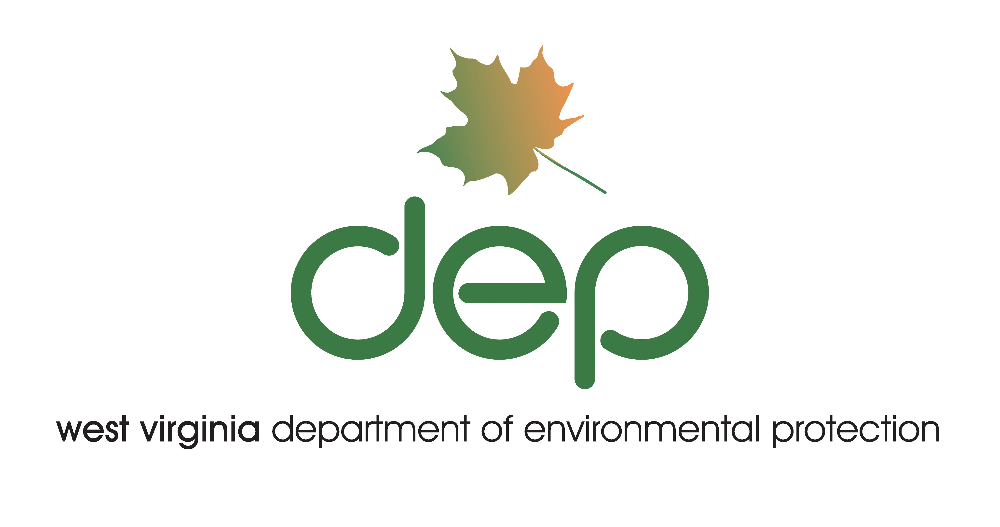 dep
west virginia department of environmental protection